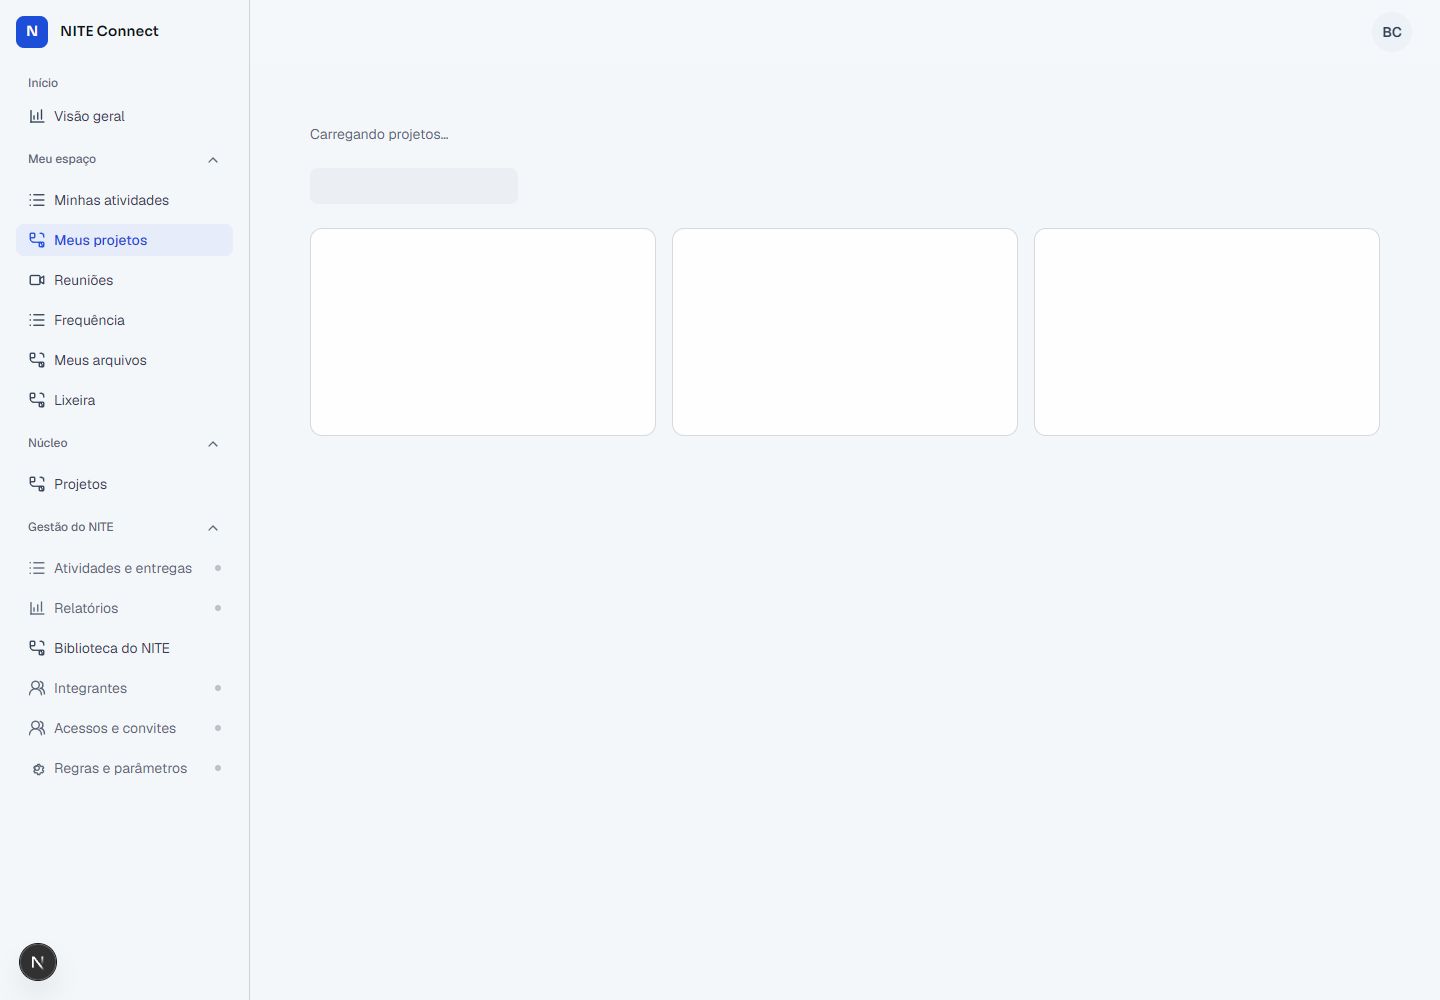 N NITE Connect
BC
Início
Visão geral
Meu espaço
Minhas atividades
Meus projetos
Reuniões
Frequência
Meus arquivos
Lixeira
Núcleo
Projetos
Gestão do NITE
Atividades e entregas
Relatórios
Biblioteca do NITE
Integrantes
Acessos e convites
Regras e parâmetros
N
Carregando projetos...